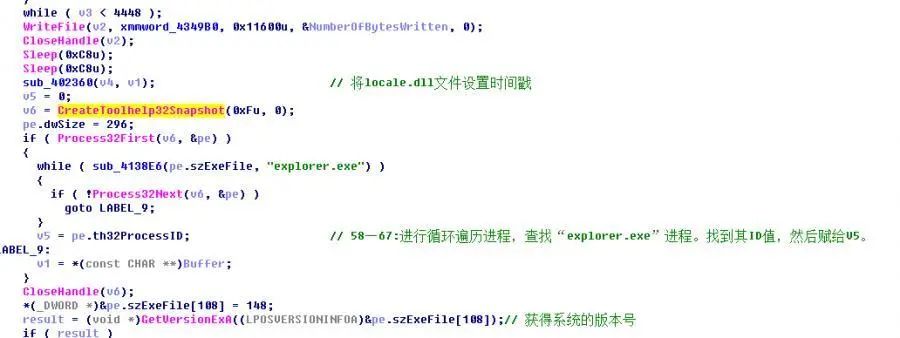 while ( v3 < 4448 );
WriteFile(v2, xmmword_4349B0, 0x11600u, &NumberOfBytesWritten, 0);
CloseHandle(v2);
Sleep(0xC8u);
Sleep(0xC8u);
sub_402360(v4, v1); // 将locale.dll文件设置时间戳
v5 = 0;
v6 = CreateToolhelp32Snapshot(0xFu, 0);
pe.dwSize = 296;
if ( Process32First(v6, &pe) )
{
while ( sub_4138E6(pe.szExeFile, "explorer.exe") )
{
if ( !Process32Next(v6, &pe) )
goto LABEL_9;
}
v5 = pe.th32ProcessID; // 58—67:进行循环遍历进程，查找“explorer.exe”进程。找到其ID值，然后赋给V5。
LABEL_9:
v1 = *(const CHAR **)Buffer;
}
CloseHandle(v6);
*(_DWORD *)&pe.szExeFile[108] = 148;
result = (void *)GetVersionExA((LPOSVERSIONINFOA)&pe.szExeFile[108]);// 获得系统的版本号
if ( result )